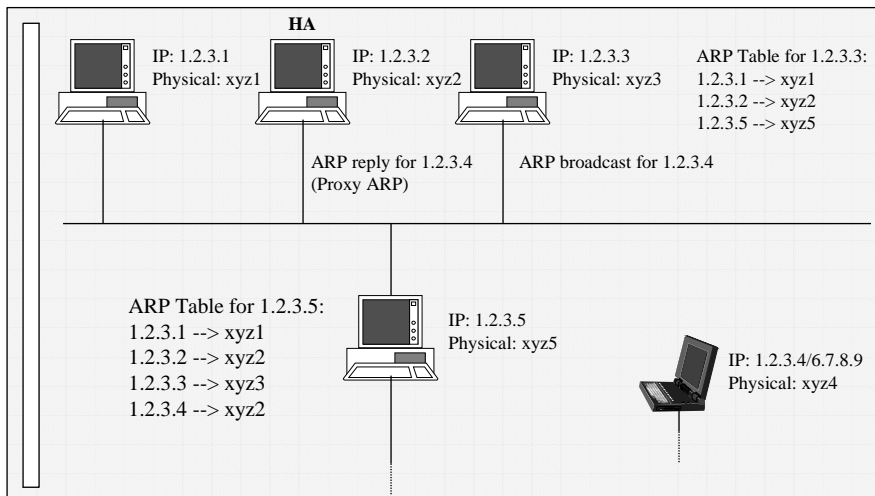 HA
IP: 1.2.3.1
Physical: xyz1
IP: 1.2.3.2
Physical: xyz2
IP: 1.2.3.3
Physical: xyz3
ARP Table for 1.2.3.3:
1.2.3.1 --> xyz1
1.2.3.2 --> xyz2
1.2.3.5 --> xyz5
ARP reply for 1.2.3.4
(Proxy ARP)
ARP broadcast for 1.2.3.4
ARP Table for 1.2.3.5:
1.2.3.1 --> xyz1
1.2.3.2 --> xyz2
1.2.3.3 --> xyz3
1.2.3.4 --> xyz2
IP: 1.2.3.5
Physical: xyz5
IP: 1.2.3.4/6.7.8.9
Physical: xyz4